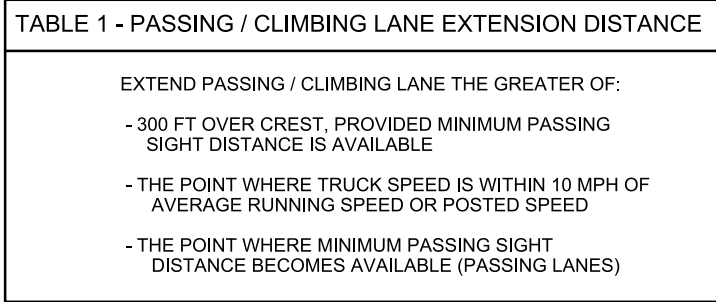 TABLE 1 - PASSING / CLIMBING LANE EXTENSION DISTANCE
EXTEND PASSING / CLIMBING LANE THE GREATER OF:
- 300 FT OVER CREST, PROVIDED MINIMUM PASSING
SIGHT DISTANCE IS AVAILABLE
- THE POINT WHERE TRUCK SPEED IS WITHIN 10 MPH OF
AVERAGE RUNNING SPEED OR POSTED SPEED
- THE POINT WHERE MINIMUM PASSING SIGHT
DISTANCE BECOMES AVAILABLE (PASSING LANES)